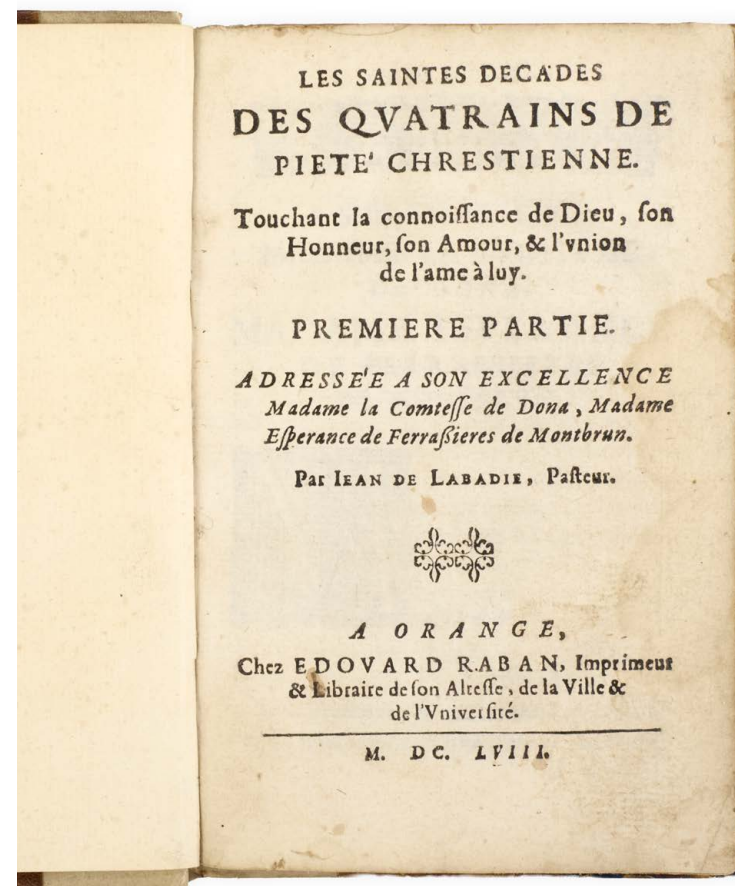 LES SAINTES DECADES
DES QVATRAINS DE
PIETE' CHRESTIENNE.
Touchant la connoiſſance de Dieu, ſon
Honneur, ſon Amour, & l'vnion
de l'ame à luy.
PREMIERE PARTIE.
ADRESSE'E A SON EXCELLENCE
Madame la Comteſſe de Dona, Madame
Eſperance de Ferraſſieres de Montbrun.
Par IEAN DE LABADIE, Paſteur.
A ORANGE,
Chez EDOVARD RABAN, Imprimeur
& Libraire de ſon Alteſſe, de la Ville &
de l'Vniverſité.
M. DC. LVIII.